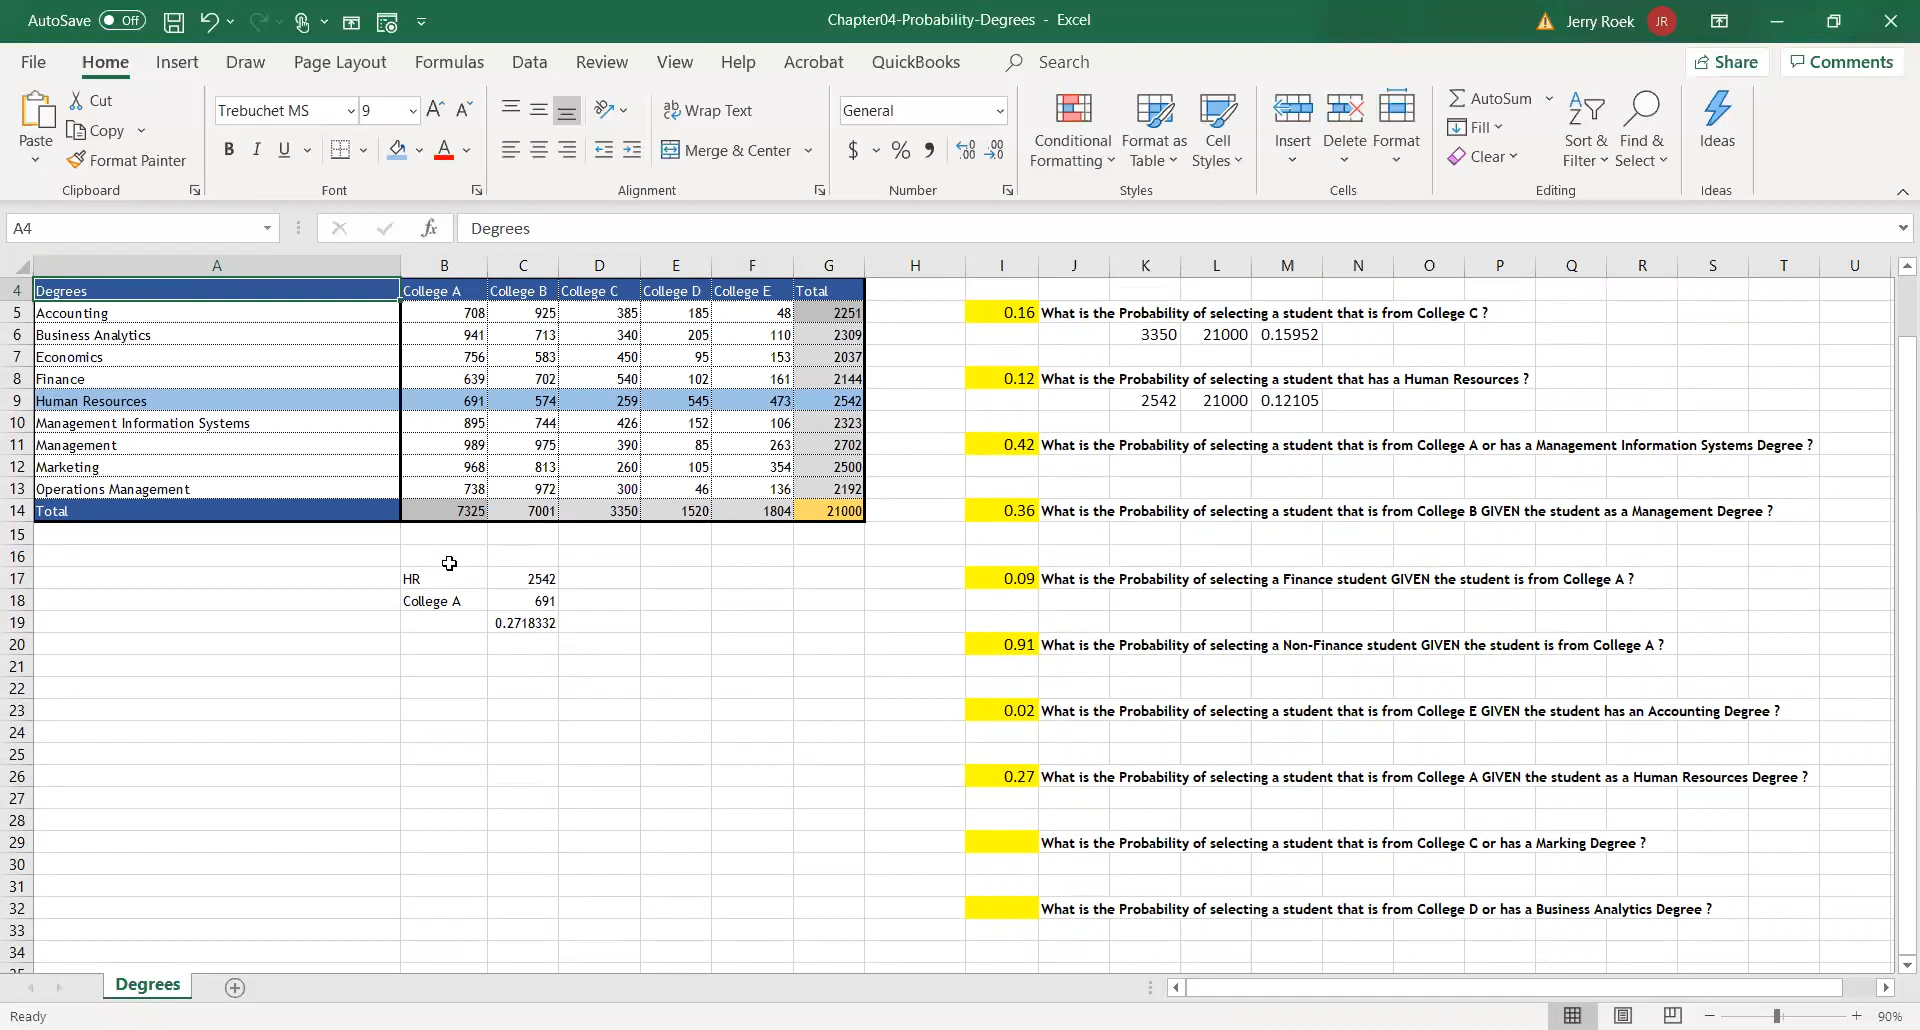 AutoSave Off Chapter04-Probability-Degrees - Excel Jerry Roek JR
File Home Insert Draw Page Layout Formulas Data Review View Help Acrobat QuickBooks Search Share Comments
Paste
Cut
Copy
Format Painter
Clipboard
Trebuchet MS 9 A A
B I U A
Font
Wrap Text
Merge & Center
Alignment
General
$ % 9 .00 .00
Number
Conditional Formatting
Format as Table
Cell Styles
Styles
Insert Delete Format
Cells
AutoSum
Fill
Clear
Sort & Filter
Find & Select
Editing
Ideas
Ideas
A4 fx Degrees
A B C D E F G H I J K L M N O P Q R S T U
4 Degrees College A College B College C College D College E Total
5 Accounting 708 925 385 185 48 2251 0.16 What is the Probability of selecting a student that is from College C ?
6 Business Analytics 941 713 340 205 110 2309 3350 21000 0.15952
7 Economics 756 583 450 95 153 2037
8 Finance 639 702 540 102 161 2144 0.12 What is the Probability of selecting a student that has a Human Resources ?
9 Human Resources 691 574 259 545 473 2542 2542 21000 0.12105
10 Management Information Systems 895 744 426 152 106 2323
11 Management 989 975 390 85 263 2702 0.42 What is the Probability of selecting a student that is from College A or has a Management Information Systems Degree ?
12 Marketing 968 813 260 105 354 2500
13 Operations Management 738 972 300 46 136 2192
14 Total 7325 7001 3350 1520 1804 21000 0.36 What is the Probability of selecting a student that is from College B GIVEN the student as a Management Degree ?
15
16
17 HR 2542 0.09 What is the Probability of selecting a Finance student GIVEN the student is from College A ?
18 College A 691
19 0.2718332
20 0.91 What is the Probability of selecting a Non-Finance student GIVEN the student is from College A ?
21
22
23 0.02 What is the Probability of selecting a student that is from College E GIVEN the student has an Accounting Degree ?
24
25
26 0.27 What is the Probability of selecting a student that is from College A GIVEN the student as a Human Resources Degree ?
27
28
29 What is the Probability of selecting a student that is from College C or has a Marking Degree ?
30
31
32 What is the Probability of selecting a student that is from College D or has a Business Analytics Degree ?
33
34
Degrees
Ready 90%